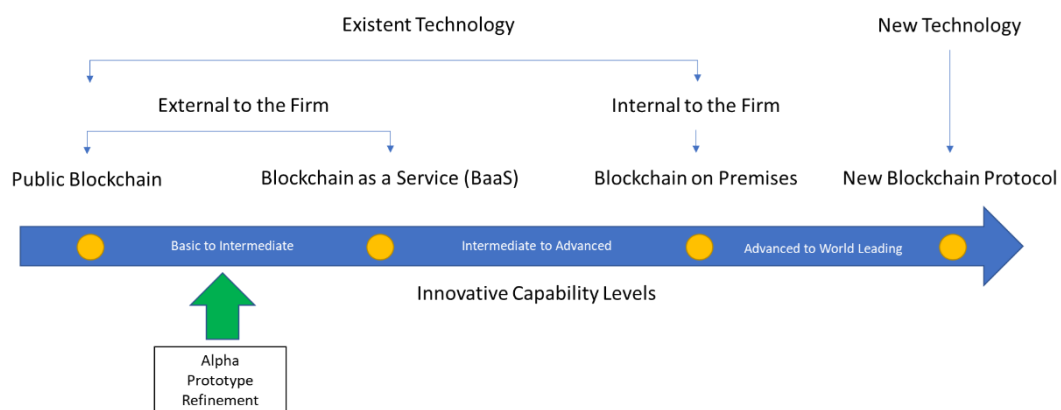 Existent Technology
New Technology
External to the Firm
Internal to the Firm
Public Blockchain
Blockchain as a Service (BaaS)
Blockchain on Premises
New Blockchain Protocol
Basic to Intermediate
Intermediate to Advanced
Advanced to World Leading
Innovative Capability Levels
Alpha
Prototype
Refinement